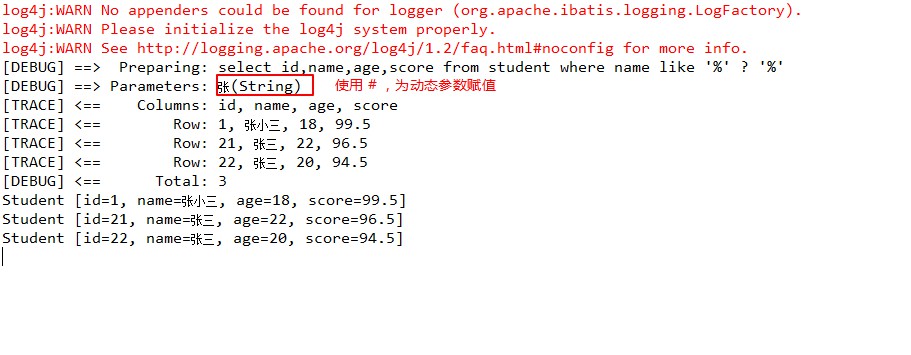 log4j:WARN No appenders could be found for logger (org.apache.ibatis.logging.LogFactory).
log4j:WARN Please initialize the log4j system properly.
log4j:WARN See http://logging.apache.org/log4j/1.2/faq.html#noconfig for more info.
[DEBUG] ==>  Preparing: select id,name,age,score from student where name like '%' ? '%'
[DEBUG] ==> Parameters: 张(String) 使用 # ，为动态参数赋值
[TRACE] <==    Columns: id, name, age, score
[TRACE] <==        Row: 1, 张小三, 18, 99.5
[TRACE] <==        Row: 21, 张三, 22, 96.5
[TRACE] <==        Row: 22, 张三, 20, 94.5
[DEBUG] <==      Total: 3
Student [id=1, name=张小三, age=18, score=99.5]
Student [id=21, name=张三, age=22, score=96.5]
Student [id=22, name=张三, age=20, score=94.5]